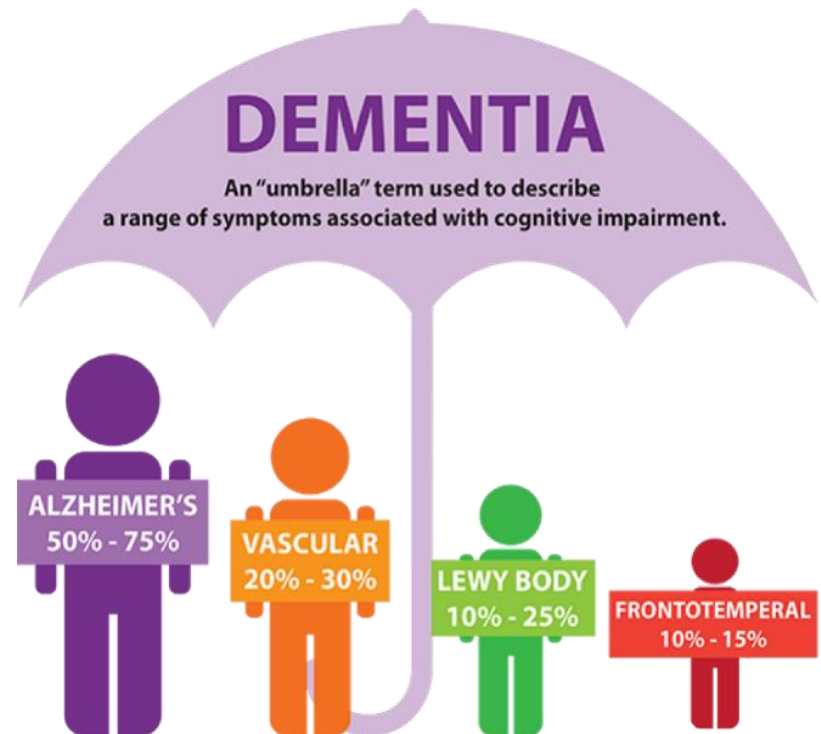 DEMENTIA
An “umbrella” term used to describe
a range of symptoms associated with cognitive impairment.
ALZHEIMER’S
50% - 75%
VASCULAR
20% - 30%
LEWY BODY
10% - 25%
FRONTOTEMPERAL
10% - 15%